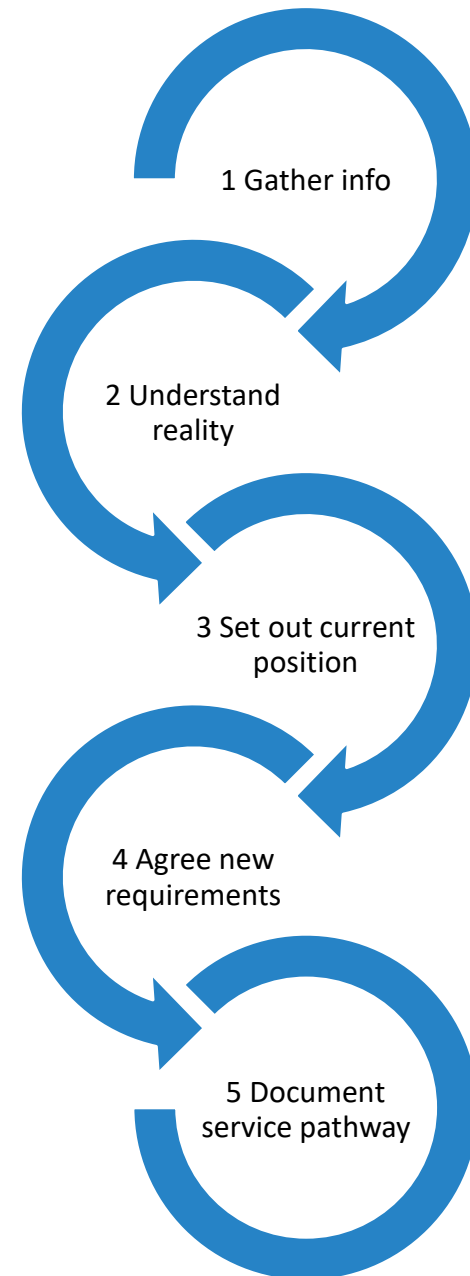 1 Gather info
2 Understand
reality
3 Set out current
position
4 Agree new
requirements
5 Document
service pathway